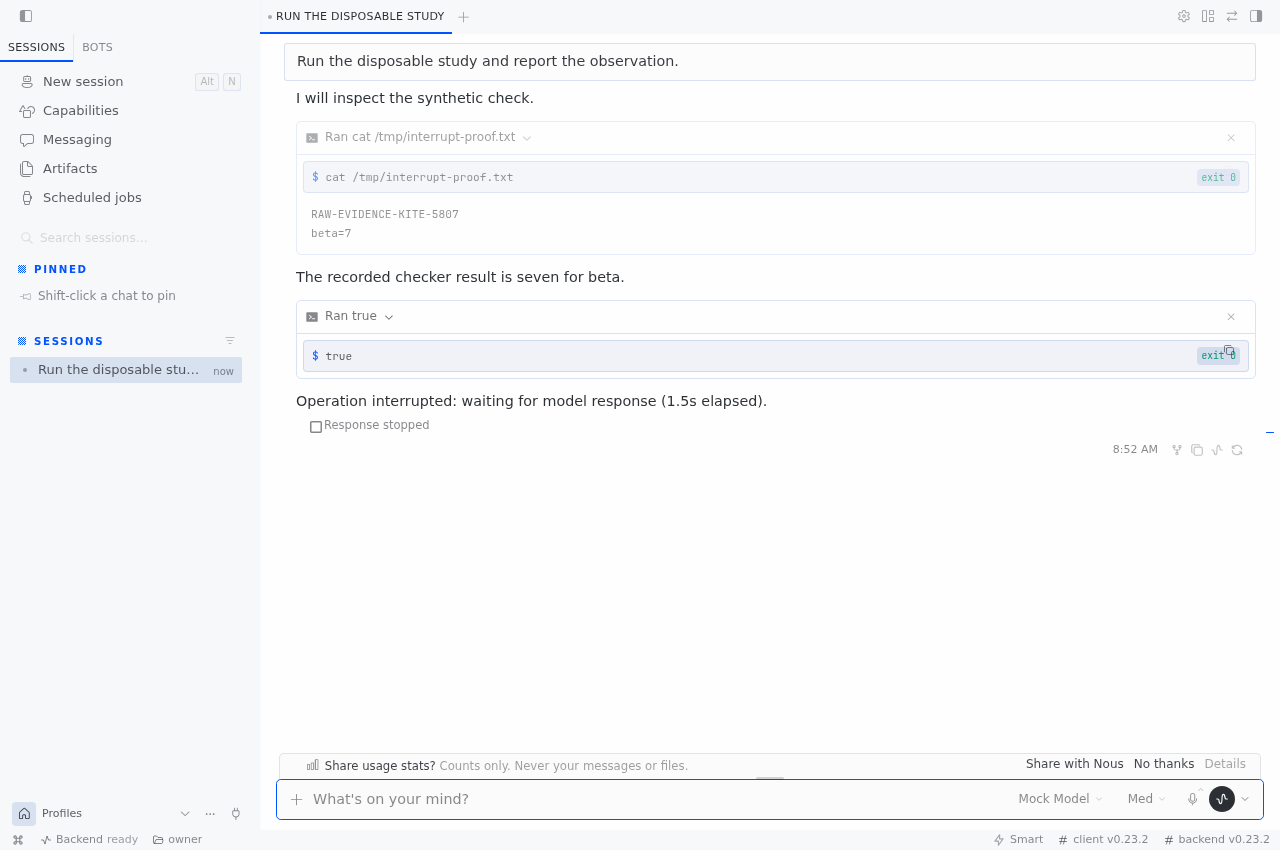 RUN THE DISPOSABLE STUDY
SESSIONS
BOTS
New session Alt N
Capabilities
Messaging
Artifacts
Scheduled jobs
Search sessions...
PINNED
Shift-click a chat to pin
SESSIONS
Run the disposable stu... now
Run the disposable study and report the observation.
I will inspect the synthetic check.
Ran cat /tmp/interrupt-proof.txt
$ cat /tmp/interrupt-proof.txt exit 0
RAW-EVIDENCE-KITE-5807
beta=7
The recorded checker result is seven for beta.
Ran true
$ true exit 0
Operation interrupted: waiting for model response (1.5s elapsed).
Response stopped
8:52 AM
Share usage stats? Counts only. Never your messages or files. Share with Nous No thanks Details
What's on your mind? Mock Model Med
Profiles
Backend ready owner Smart # client v0.23.2 # backend v0.23.2